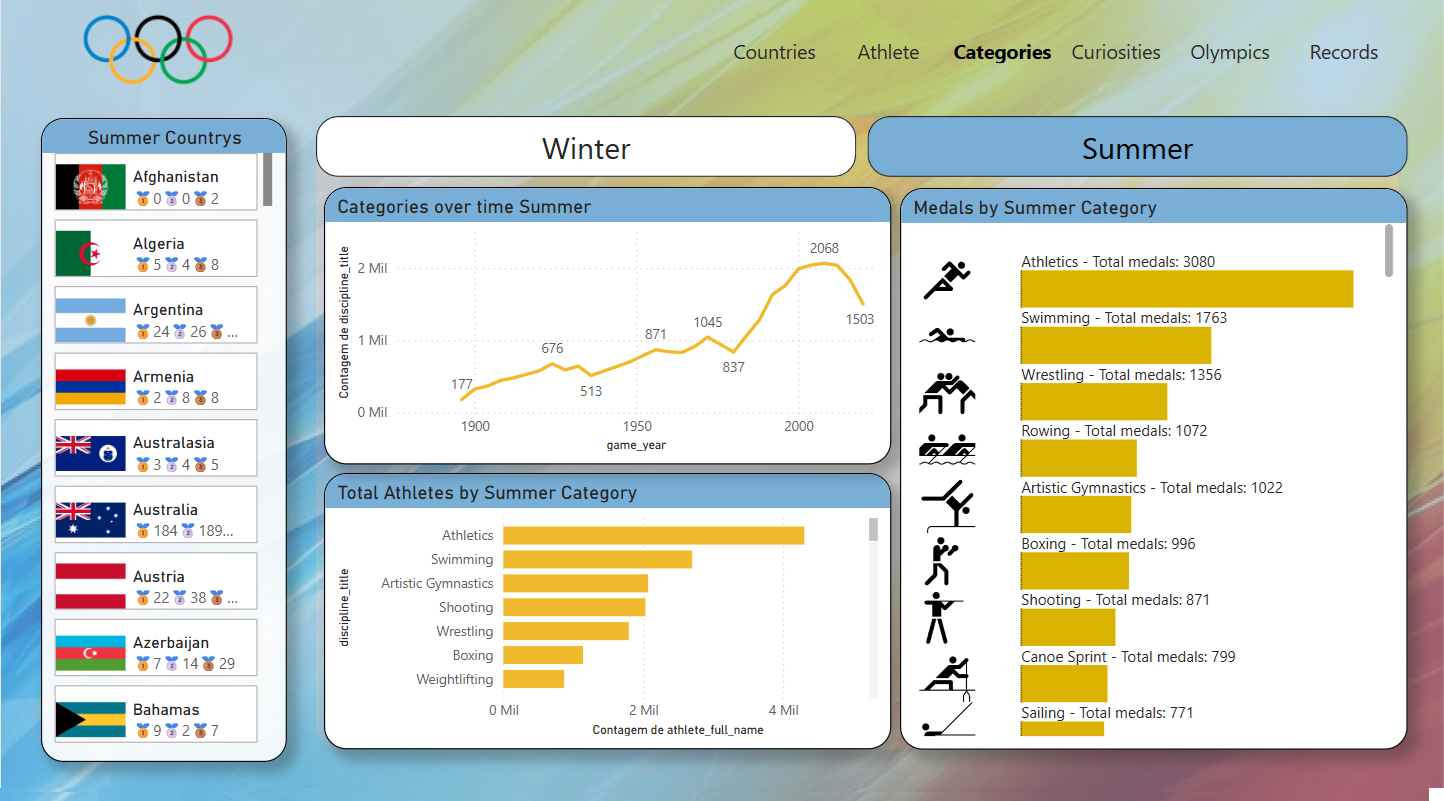 Countries Athlete Categories Curiosities Olympics Records
Summer Countrys
Afghanistan
0 0 2
Algeria
5 4 8
Argentina
24 26 ...
Armenia
2 8 8
Australasia
3 4 5
Australia
184 189...
Austria
22 38 ...
Azerbaijan
7 14 29
Bahamas
9 2 7
Winter
Summer
Categories over time Summer
Contagem de discipline_title
2 Mil
1 Mil
0 Mil
177
676
513
871
1045
837
2068
1503
1900 1950 2000
game_year
Total Athletes by Summer Category
discipline_title
Athletics
Swimming
Artistic Gymnastics
Shooting
Wrestling
Boxing
Weightlifting
0 Mil 2 Mil 4 Mil
Contagem de athlete_full_name
Medals by Summer Category
Athletics - Total medals: 3080
Swimming - Total medals: 1763
Wrestling - Total medals: 1356
Rowing - Total medals: 1072
Artistic Gymnastics - Total medals: 1022
Boxing - Total medals: 996
Shooting - Total medals: 871
Canoe Sprint - Total medals: 799
Sailing - Total medals: 771